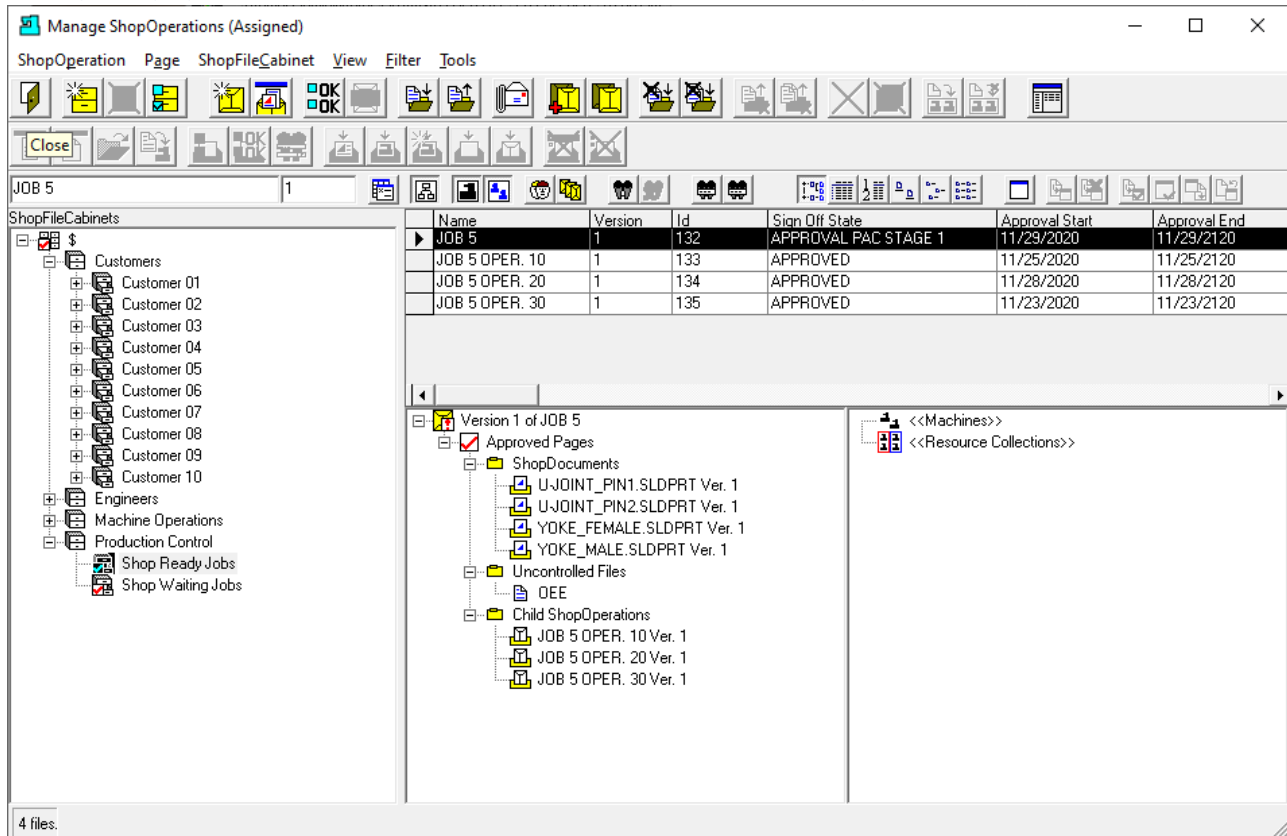 Manage ShopOperations (Assigned)
ShopOperation Page ShopFileCabinet View Filter Tools
OK
OK
Close
OK
JOB 5 1
ShopFileCabinets
$
Customers
Customer 01
Customer 02
Customer 03
Customer 04
Customer 05
Customer 06
Customer 07
Customer 08
Customer 09
Customer 10
Engineers
Machine Operations
Production Control
Shop Ready Jobs
Shop Waiting Jobs
Name Version Id Sign Off State Approval Start Approval End
JOB 5 1 132 APPROVAL PAC STAGE 1 11/29/2020 11/29/2120
JOB 5 OPER. 10 1 133 APPROVED 11/25/2020 11/25/2120
JOB 5 OPER. 20 1 134 APPROVED 11/28/2020 11/28/2120
JOB 5 OPER. 30 1 135 APPROVED 11/23/2020 11/23/2120
Version 1 of JOB 5
Approved Pages
ShopDocuments
U-JOINT_PIN1.SLDPRT Ver. 1
U-JOINT_PIN2.SLDPRT Ver. 1
YOKE_FEMALE.SLDPRT Ver. 1
YOKE_MALE.SLDPRT Ver. 1
Uncontrolled Files
OEE
Child ShopOperations
JOB 5 OPER. 10 Ver. 1
JOB 5 OPER. 20 Ver. 1
JOB 5 OPER. 30 Ver. 1
<<Machines>>
<<Resource Collections>>
4 files.